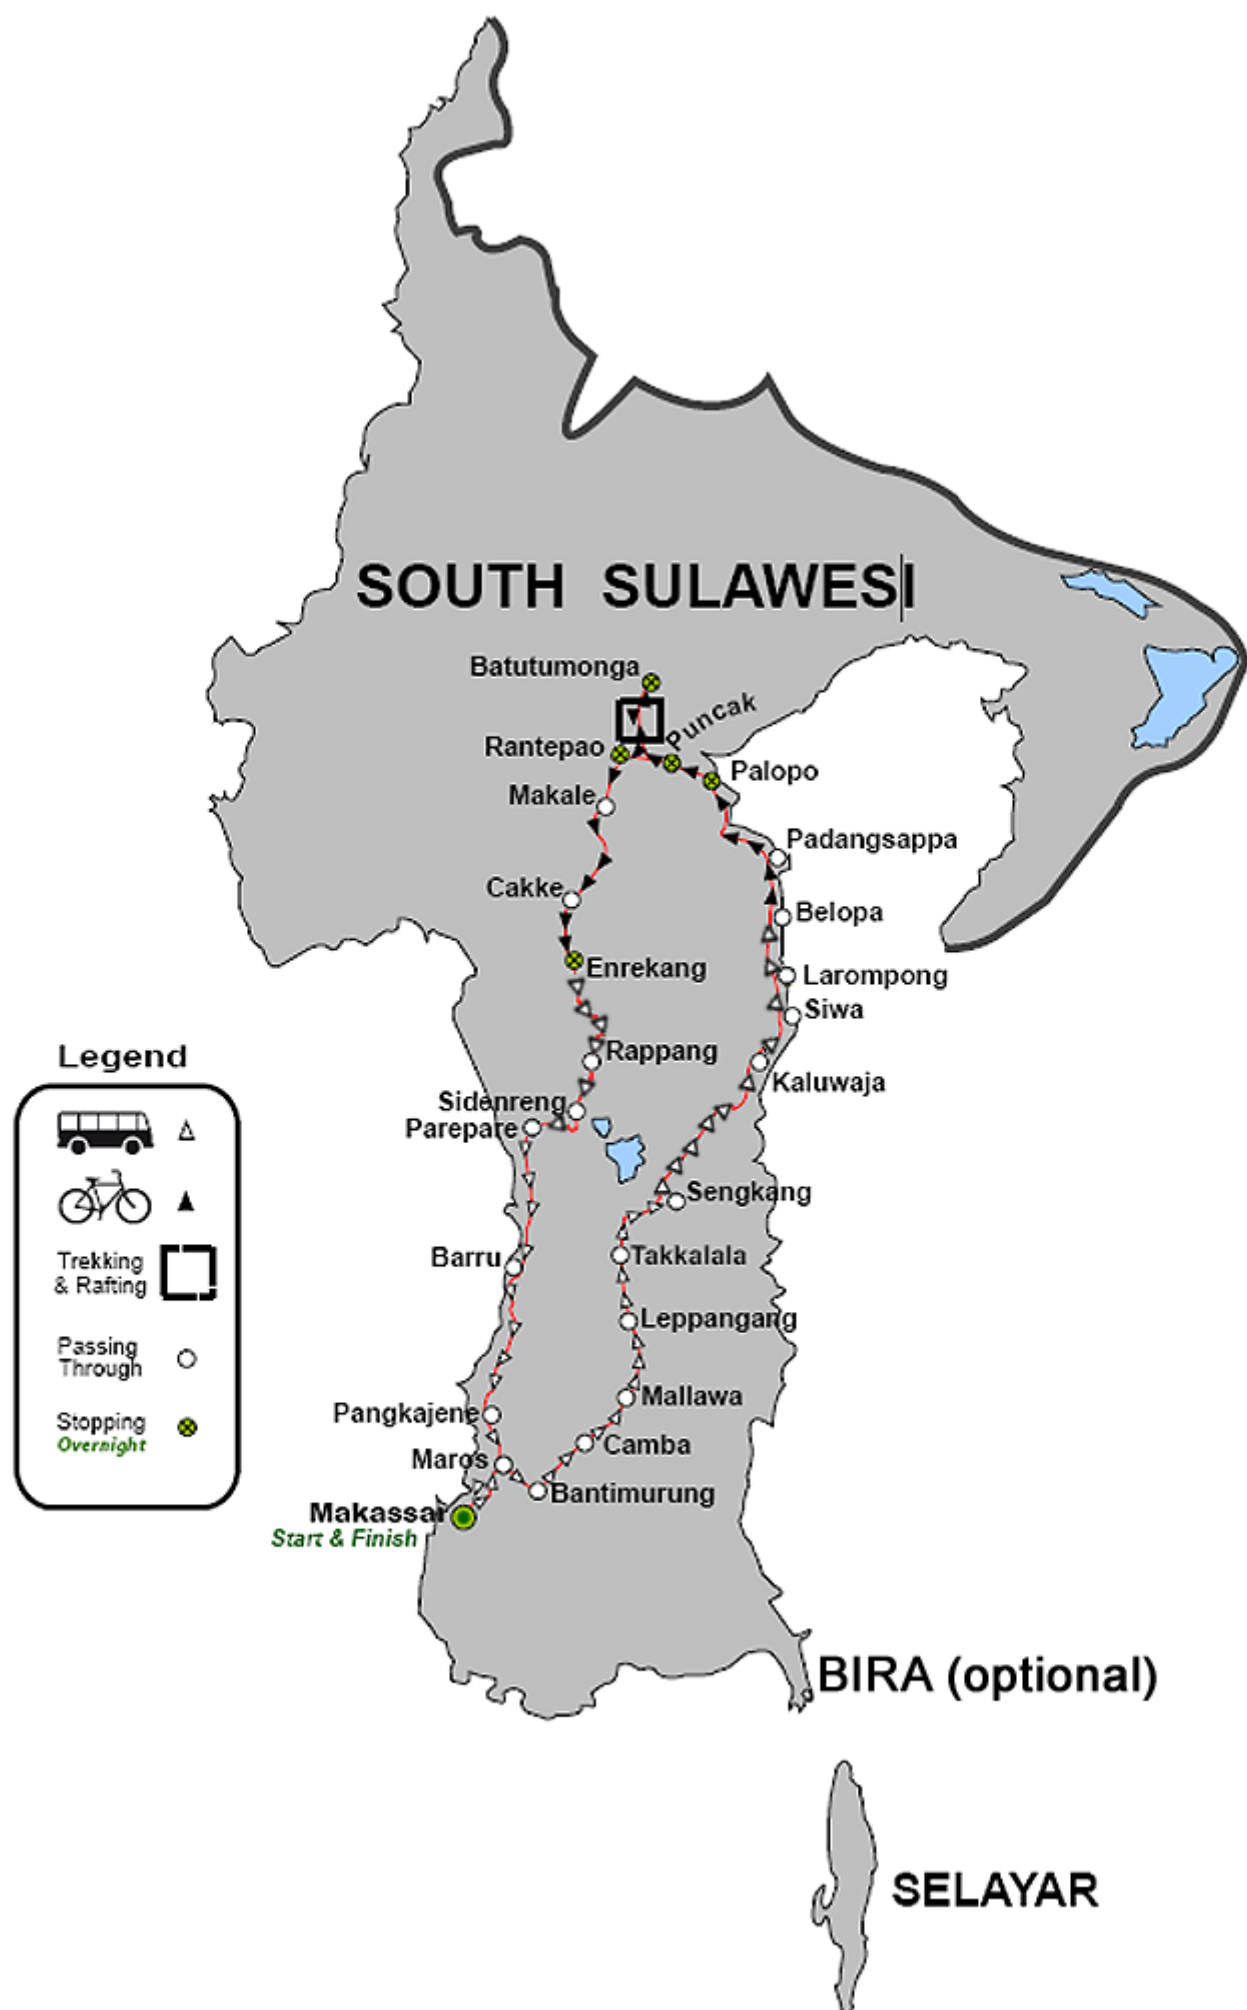 SOUTH SULAWESI
Batutumonga
Puncak
Rantepao
Palopo
Makale
Padangsappa
Cakke
Belopa
Enrekang
Larompong
Siwa
Rappang
Kaluwaja
Sidenreng
Parepare
Sengkang
Barru
Takkalala
Leppangang
Mallawa
Pangkajene
Camba
Maros
Bantimurung
Makassar
Start & Finish
Legend
Trekking
& Rafting
Passing
Through
Stopping
Overnight
BIRA (optional)
SELAYAR